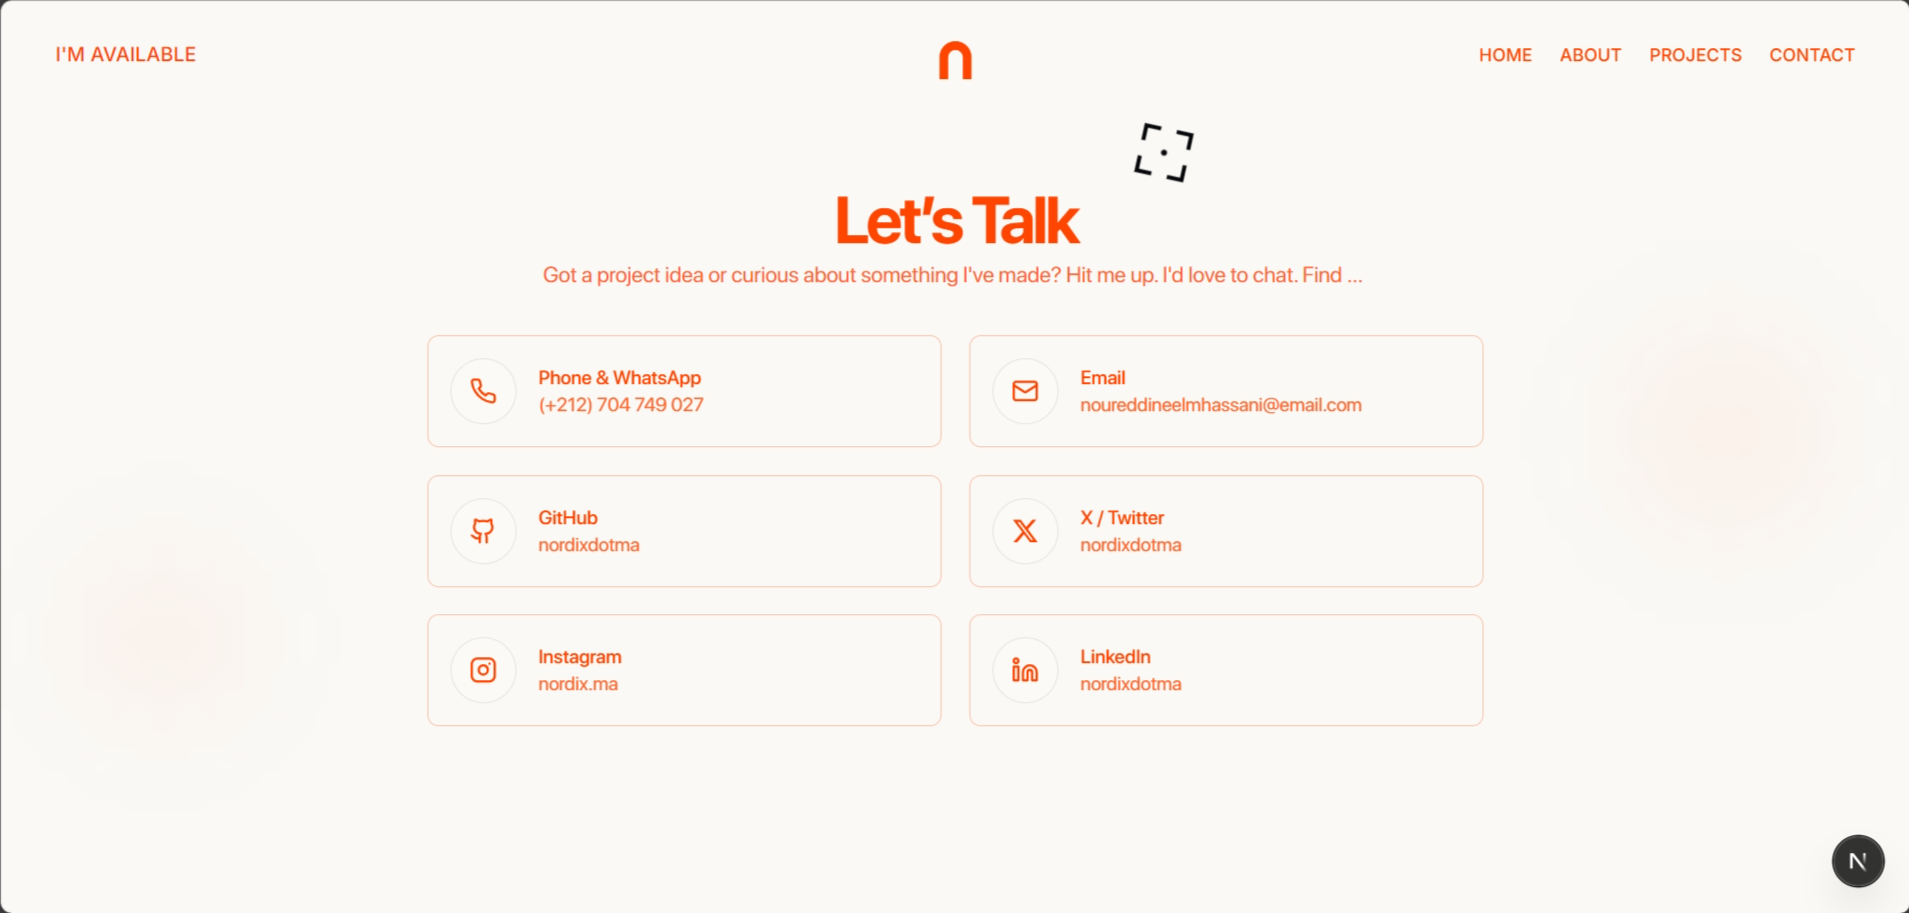 I'M AVAILABLE
n
HOME ABOUT PROJECTS CONTACT
Let's Talk
Got a project idea or curious about something I've made? Hit me up. I'd love to chat. Find ...
Phone & WhatsApp
(+212) 704 749 027
Email
noureddineelmhassani@email.com
GitHub
nordixdotma
X / Twitter
nordixdotma
Instagram
nordix.ma
LinkedIn
nordixdotma
N